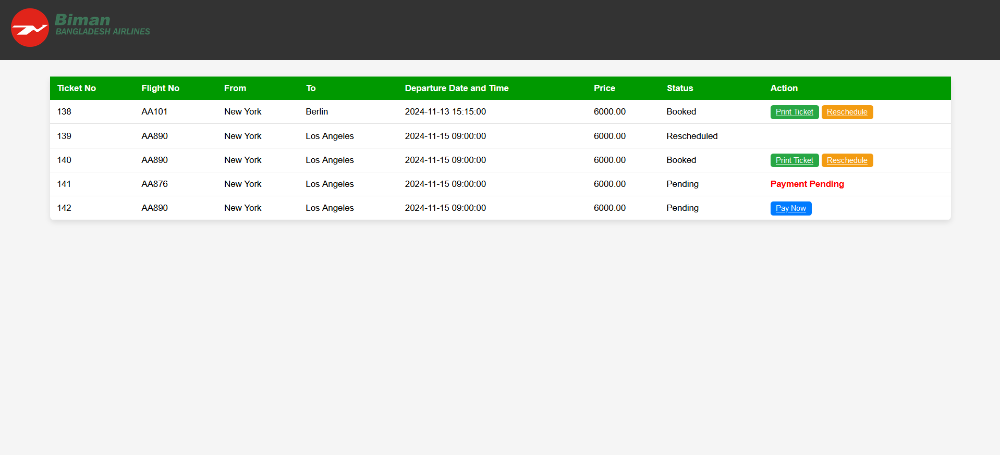 Biman
BANGLADESH AIRLINES
Ticket No Flight No From To Departure Date and Time Price Status Action
138 AA101 New York Berlin 2024-11-13 15:15:00 6000.00 Booked Print Ticket Reschedule
139 AA890 New York Los Angeles 2024-11-15 09:00:00 6000.00 Rescheduled
140 AA890 New York Los Angeles 2024-11-15 09:00:00 6000.00 Booked Print Ticket Reschedule
141 AA876 New York Los Angeles 2024-11-15 09:00:00 6000.00 Pending Payment Pending
142 AA890 New York Los Angeles 2024-11-15 09:00:00 6000.00 Pending Pay Now